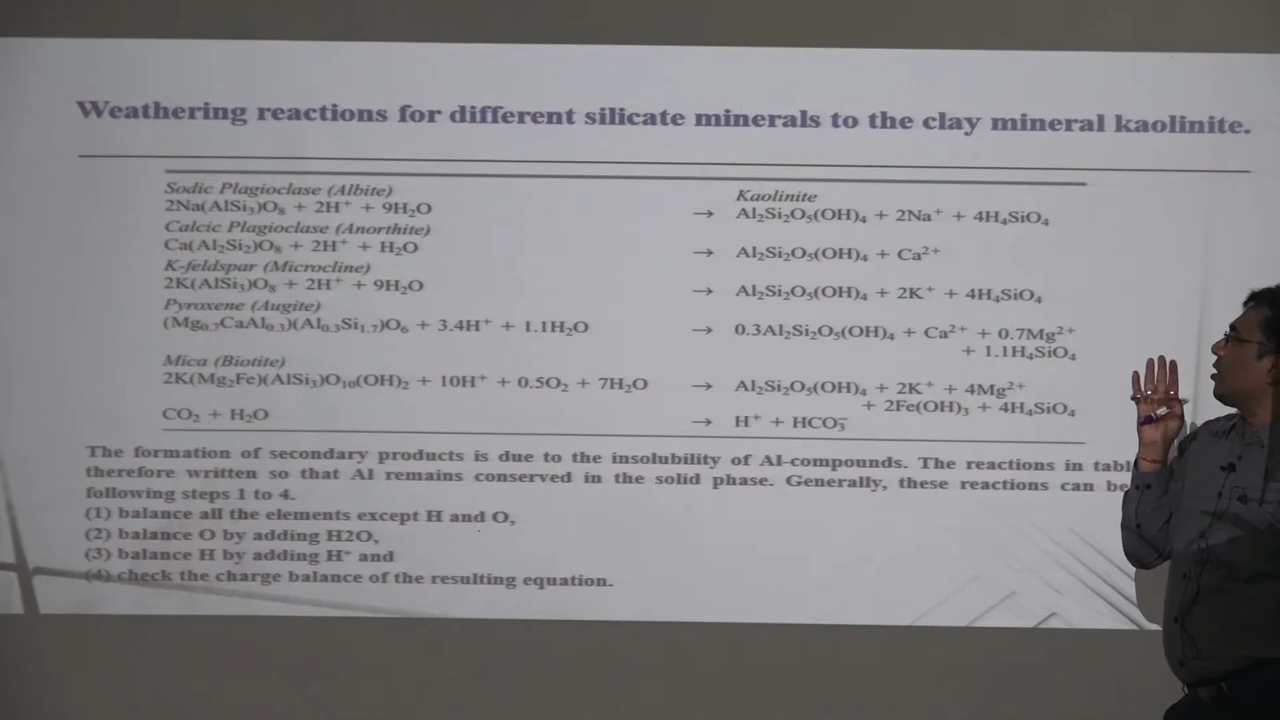 Weathering reactions for different silicate minerals to the clay mineral kaolinite.
Sodic Plagioclase (Albite) Kaolinite
2Na(AlSi₃)O₈ + 2H⁺ + 9H₂O → Al₂Si₂O₅(OH)₄ + 2Na⁺ + 4H₄SiO₄
Calcic Plagioclase (Anorthite)
Ca(Al₂Si₂)O₈ + 2H⁺ + H₂O → Al₂Si₂O₅(OH)₄ + Ca²⁺
K-feldspar (Microcline)
2K(AlSi₃)O₈ + 2H⁺ + 9H₂O → Al₂Si₂O₅(OH)₄ + 2K⁺ + 4H₄SiO₄
Pyroxene (Augite)
(Mg₀.₇CaAl₀.₃)(Al₀.₃Si₁.₇)O₆ + 3.4H⁺ + 1.1H₂O → 0.3Al₂Si₂O₅(OH)₄ + Ca²⁺ + 0.7Mg²⁺
+ 1.1H₄SiO₄
Mica (Biotite)
2K(Mg₂Fe)(AlSi₃)O₁₀(OH)₂ + 10H⁺ + 0.5O₂ + 7H₂O → Al₂Si₂O₅(OH)₄ + 2K⁺ + 4Mg²⁺
+ 2Fe(OH)₃ + 4H₄SiO₄
CO₂ + H₂O → H⁺ + HCO₃⁻
The formation of secondary products is due to the insolubility of Al-compounds. The reactions in tabl
therefore written so that Al remains conserved in the solid phase. Generally, these reactions can be
following steps 1 to 4.
(1) balance all the elements except H and O,
(2) balance O by adding H2O,
(3) balance H by adding H⁺ and
(4) check the charge balance of the resulting equation.